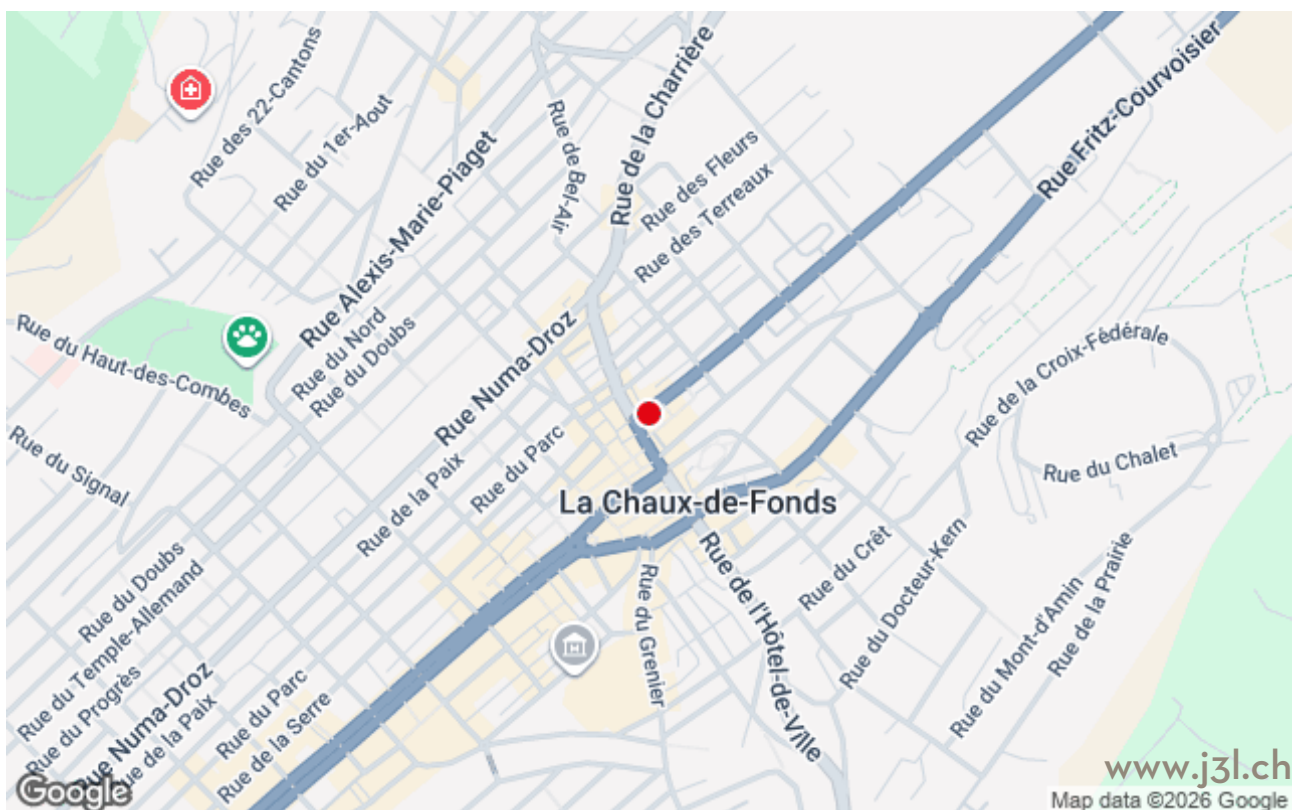 Rue des 22-Cantons
Rue du 1er-Aout
Rue de la Charrière
Rue de Bel-Air
Rue Fritz-Courvoisier
Rue Alexis-Marie-Piaget
Rue des Fleurs
Rue des Terreaux
Rue du Haut-des-Combes
Rue du Nord
Rue du Doubs
Rue Numa-Droz
Rue de la Croix-Fédérale
Rue du Signal
Rue de la Paix
Rue du Parc
Rue du Chalet
La Chaux-de-Fonds
Rue du Doubs
Rue du Temple-Allemand
Rue du Progrès
Rue Numa-Droz
Rue de la Paix
Rue du Parc
Rue de la Serre
Rue du Grenier
Rue de l'Hôtel-de-Ville
Rue du Crêt
Rue du Docteur-Kern
Rue du Mont-d'Amin
Rue de la Prairie
www.j3l.ch
Google
Map data ©2026 Google